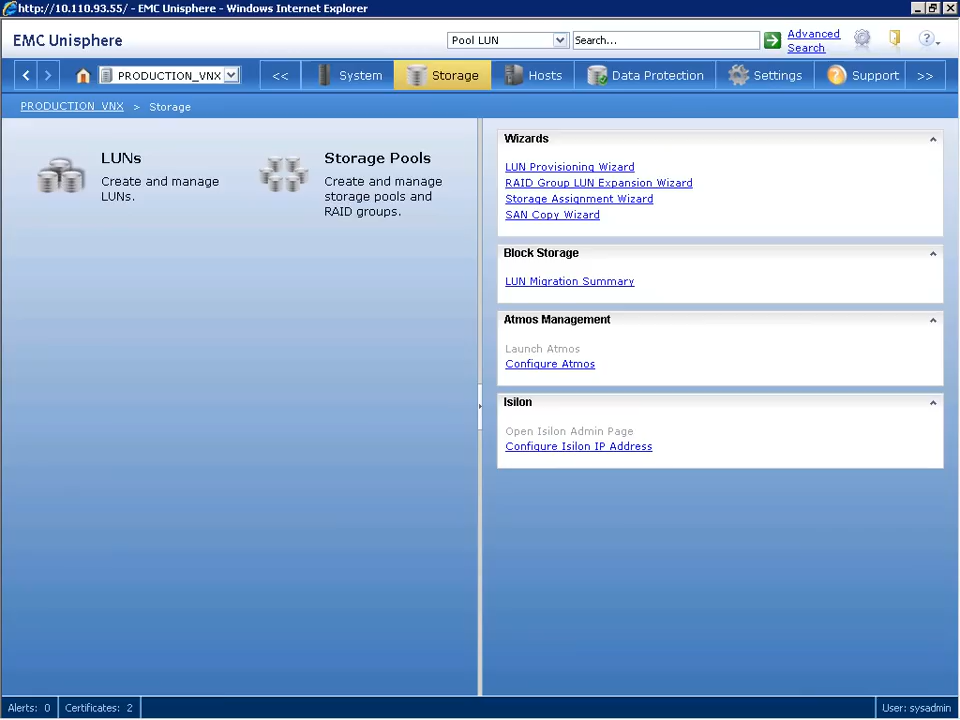 http://10.110.93.55/ - EMC Unisphere - Windows Internet Explorer
EMC Unisphere
Pool LUN
Search...
Advanced Search
PRODUCTION_VNX
<<
System
Storage
Hosts
Data Protection
Settings
Support
>>
PRODUCTION_VNX > Storage
LUNs
Create and manage
LUNs.
Storage Pools
Create and manage
storage pools and
RAID groups.
Wizards
LUN Provisioning Wizard
RAID Group LUN Expansion Wizard
Storage Assignment Wizard
SAN Copy Wizard
Block Storage
LUN Migration Summary
Atmos Management
Launch Atmos
Configure Atmos
Isilon
Open Isilon Admin Page
Configure Isilon IP Address
Alerts: 0
Certificates: 2
User: sysadmin